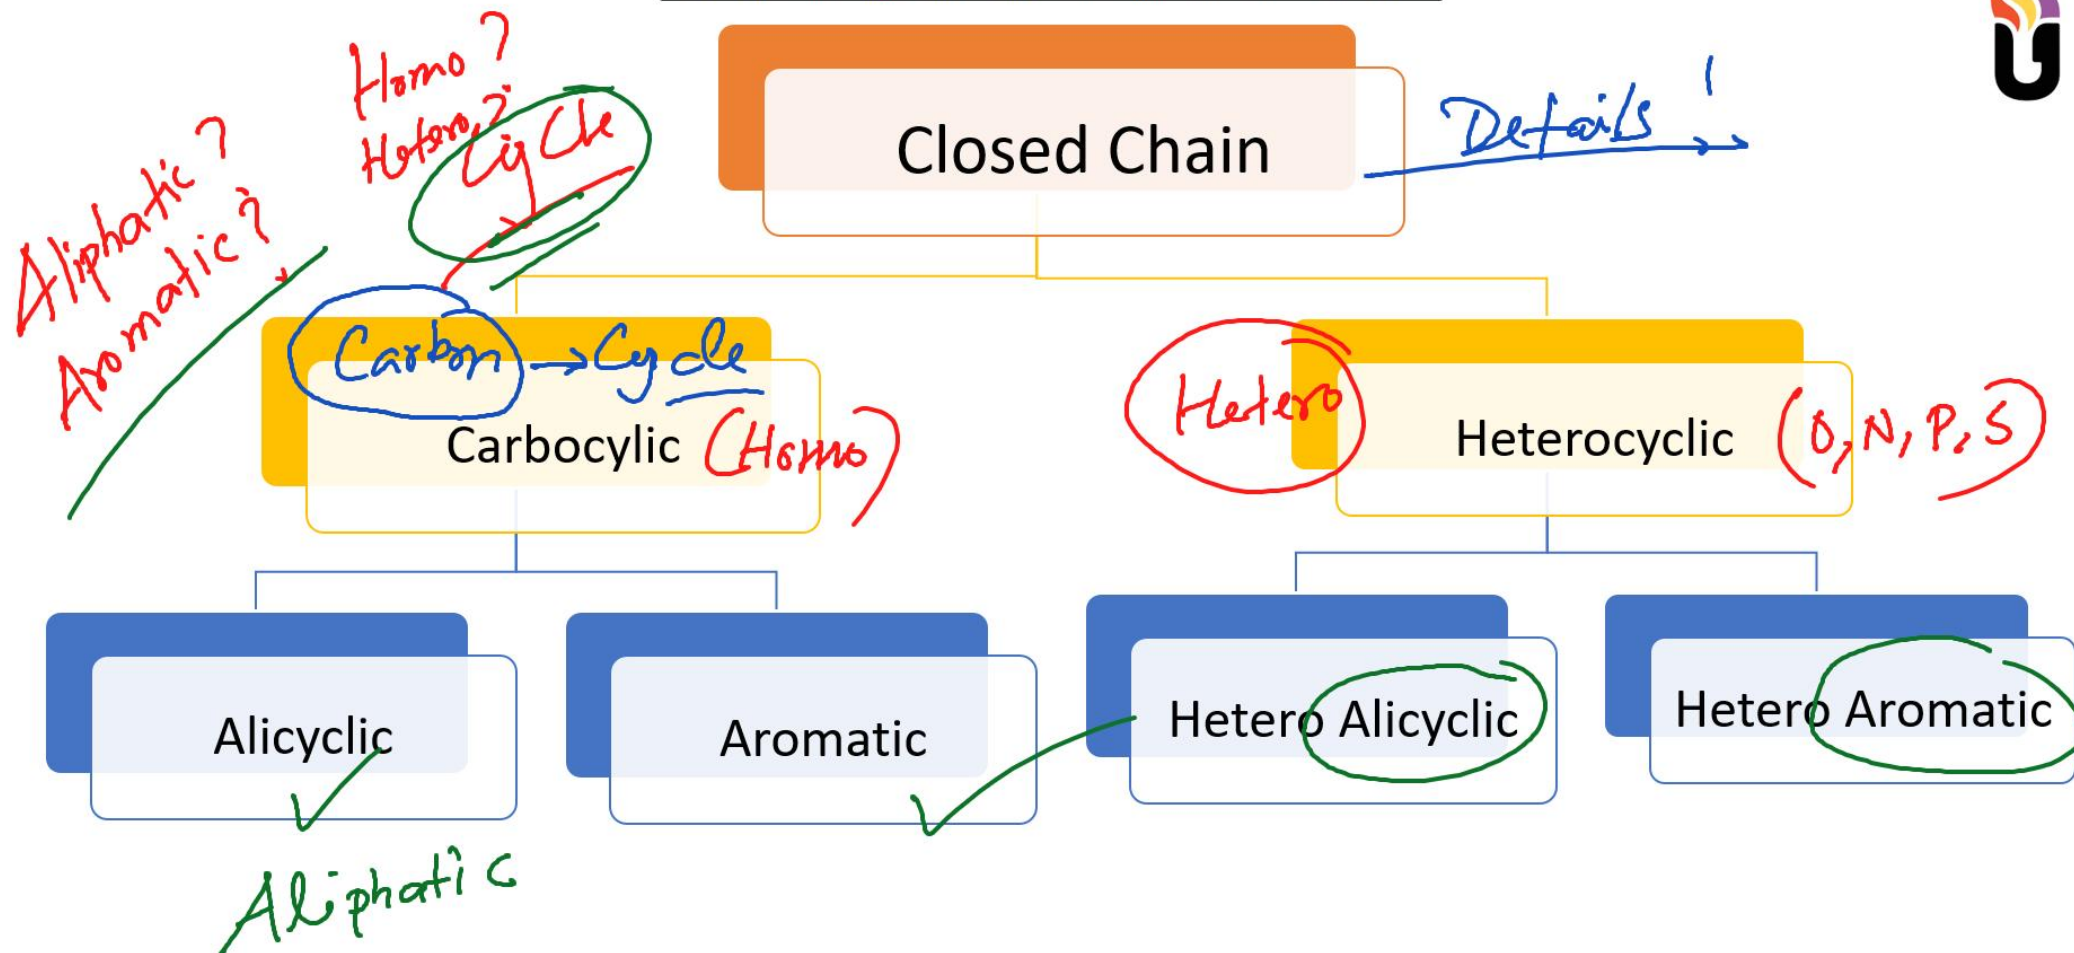 Homo ?
Hetero ?
Cycle
Closed Chain
Details !
Aliphatic ?
Aromatic ?
Carbon → Cycle
Carbocylic (Homo)
Hetero
Heterocyclic (O, N, P, S)
Alicyclic
Aromatic
Hetero Alicyclic
Hetero Aromatic
Aliphatic